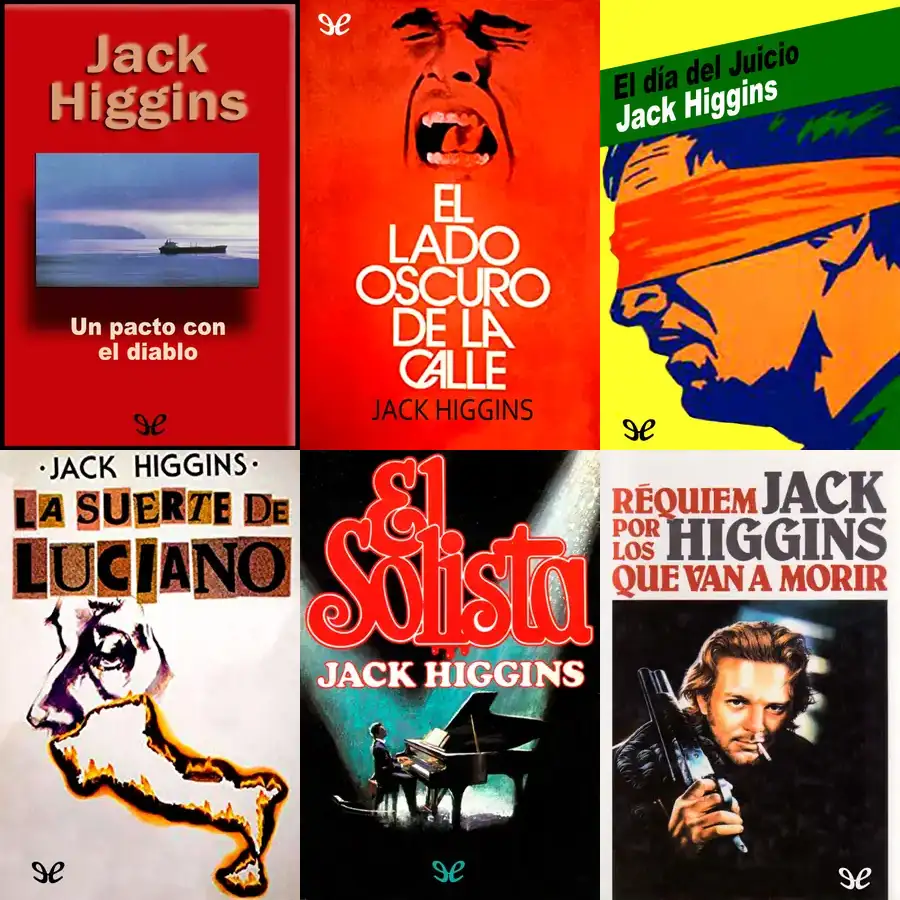 Jack
Higgins
Un pacto con
el diablo
EL
LADO
OSCURO
DE LA
CALLE
JACK HIGGINS
El día del Juicio
Jack Higgins
·JACK HIGGINS·
LA SUERTE DE
LUCIANO
El
Solista
JACK HIGGINS
RÉQUIEM
POR
LOS
QUE VAN A MORIR
JACK
HIGGINS